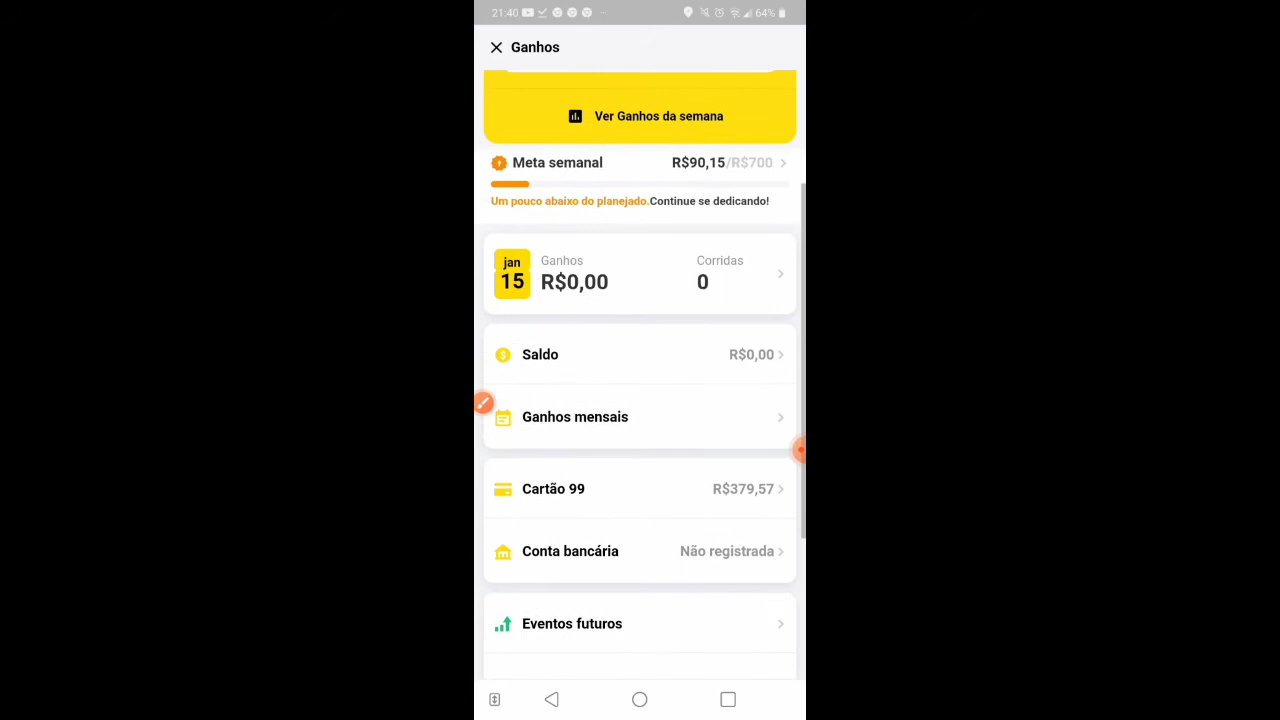 21:40 64%
Ganhos
Ver Ganhos da semana
Meta semanal R$90,15/R$700
Um pouco abaixo do planejado.Continue se dedicando!
jan
15
Ganhos
R$0,00
Corridas
0
Saldo R$0,00
Ganhos mensais
Cartão 99 R$379,57
Conta bancária Não registrada
Eventos futuros